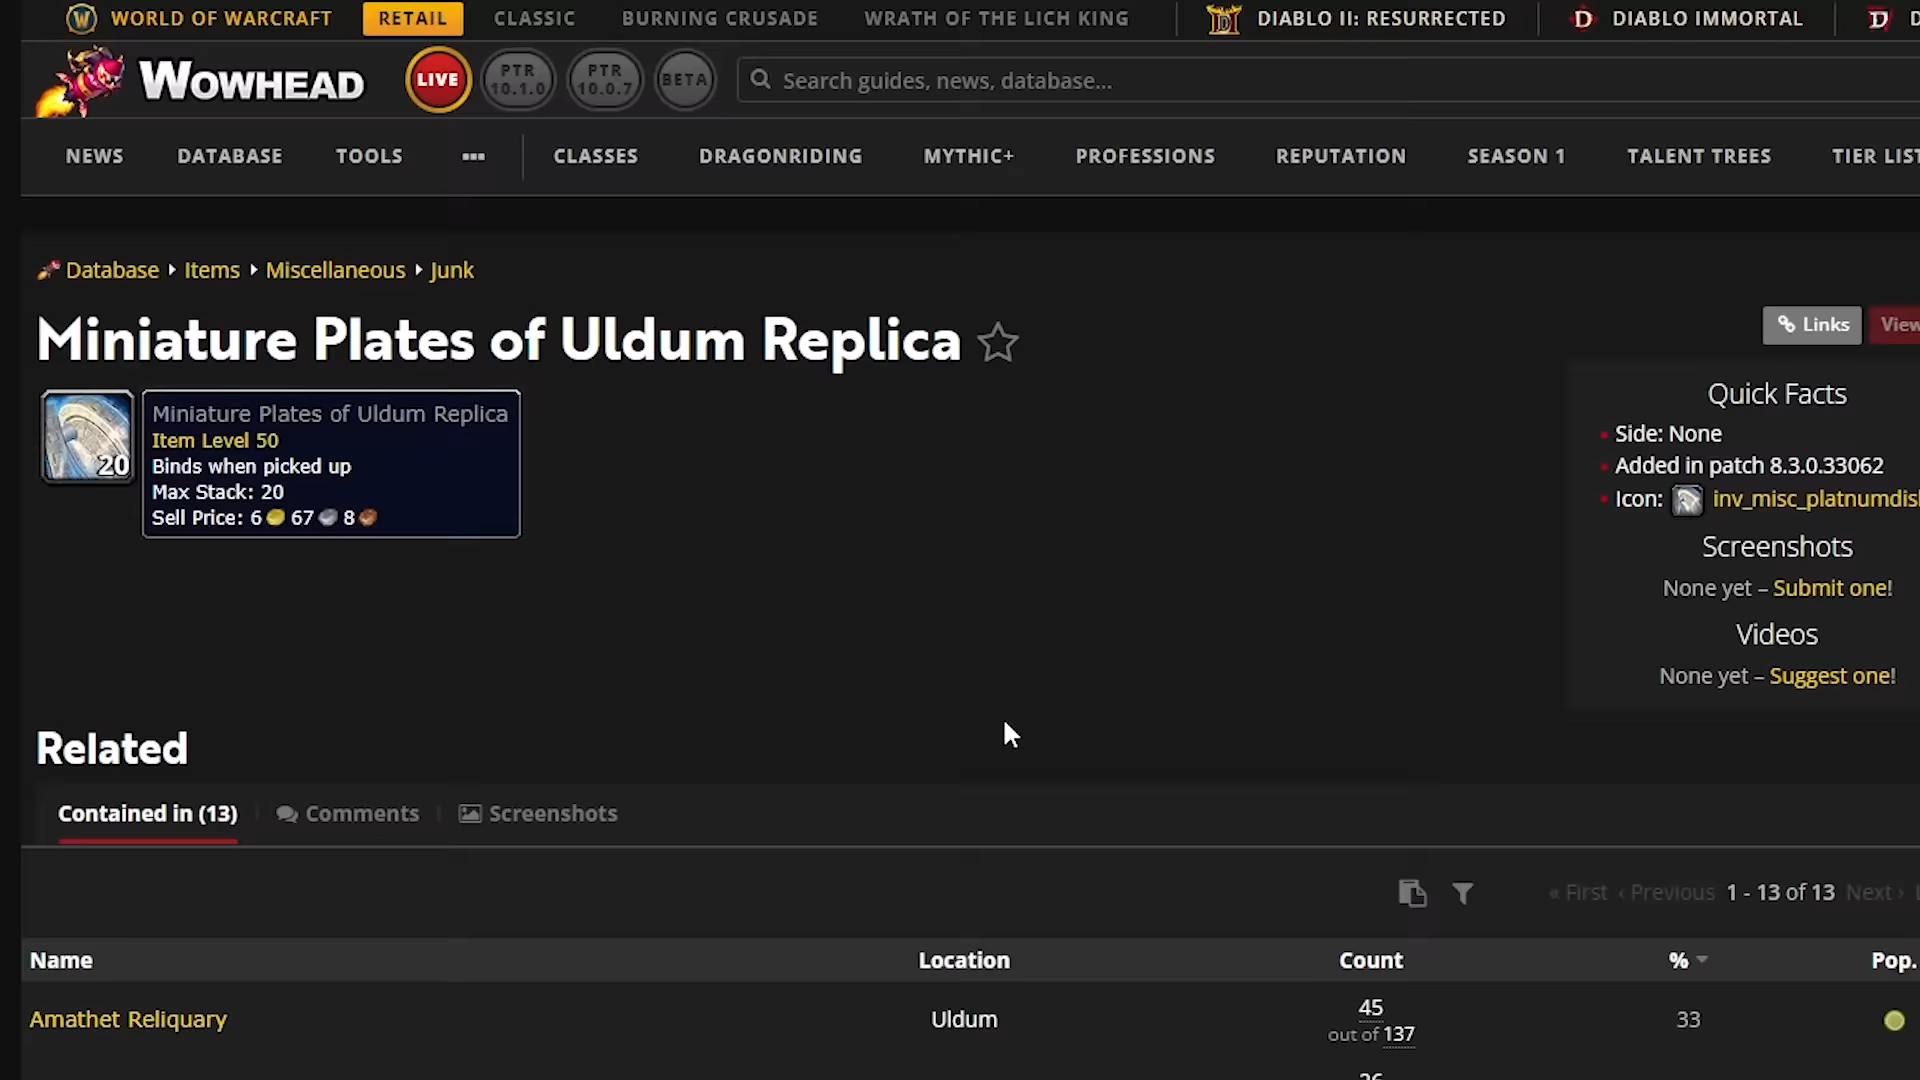 WORLD OF WARCRAFT RETAIL CLASSIC BURNING CRUSADE WRATH OF THE LICH KING DIABLO II: RESURRECTED DIABLO IMMORTAL
WOWHEAD LIVE PTR 10.1.0 PTR 10.0.7 BETA Search guides, news, database...
NEWS DATABASE TOOLS ••• CLASSES DRAGONRIDING MYTHIC+ PROFESSIONS REPUTATION SEASON 1 TALENT TREES TIER LIST
Database Items Miscellaneous Junk
Miniature Plates of Uldum Replica
Links View
20
Miniature Plates of Uldum Replica
Item Level 50
Binds when picked up
Max Stack: 20
Sell Price: 6 67 8
Quick Facts
Side: None
Added in patch 8.3.0.33062
Icon: inv_misc_platnumdis
Screenshots
None yet – Submit one!
Videos
None yet – Suggest one!
Related
Contained in (13) Comments Screenshots
« First ‹ Previous 1 - 13 of 13 Next ›
Name Location Count % Pop.
Amathet Reliquary Uldum 45 out of 137 33